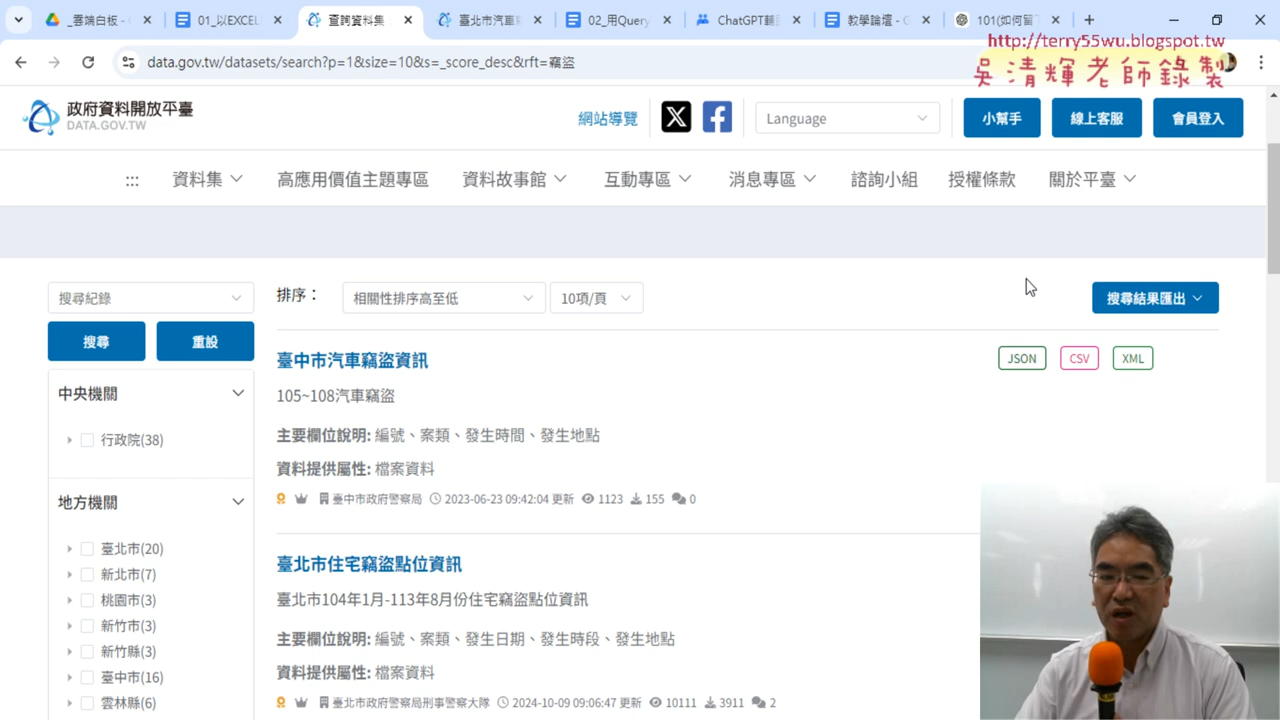 _雲端白板 -
01_以EXCEL
查詢資料集
臺北市汽車
02_用Query
ChatGPT輔
教學論壇 -
101(如何留
data.gov.tw/datasets/search?p=1&size=10&s=_score_desc&rft=竊盜
http://terry55wu.blogspot.tw
吳清輝老師錄製
政府資料開放平臺
DATA.GOV.TW
網站導覽
Language
小幫手
線上客服
會員登入
資料集
高應用價值主題專區
資料故事館
互動專區
消息專區
諮詢小組
授權條款
關於平臺
搜尋紀錄
排序：
相關性排序高至低
10項/頁
搜尋結果匯出
搜尋
重設
臺中市汽車竊盜資訊
JSON
CSV
XML
105~108汽車竊盜
主要欄位說明: 編號、案類、發生時間、發生地點
資料提供屬性: 檔案資料
臺中市政府警察局 2023-06-23 09:42:04 更新 1123 155 0
中央機關
行政院(38)
地方機關
臺北市(20)
新北市(7)
桃園市(3)
新竹市(3)
新竹縣(3)
臺中市(16)
雲林縣(6)
臺北市住宅竊盜點位資訊
臺北市104年1月-113年8月份住宅竊盜點位資訊
主要欄位說明: 編號、案類、發生日期、發生時段、發生地點
資料提供屬性: 檔案資料
臺北市政府警察局刑事警察大隊 2024-10-09 09:06:47 更新 10111 3911 2